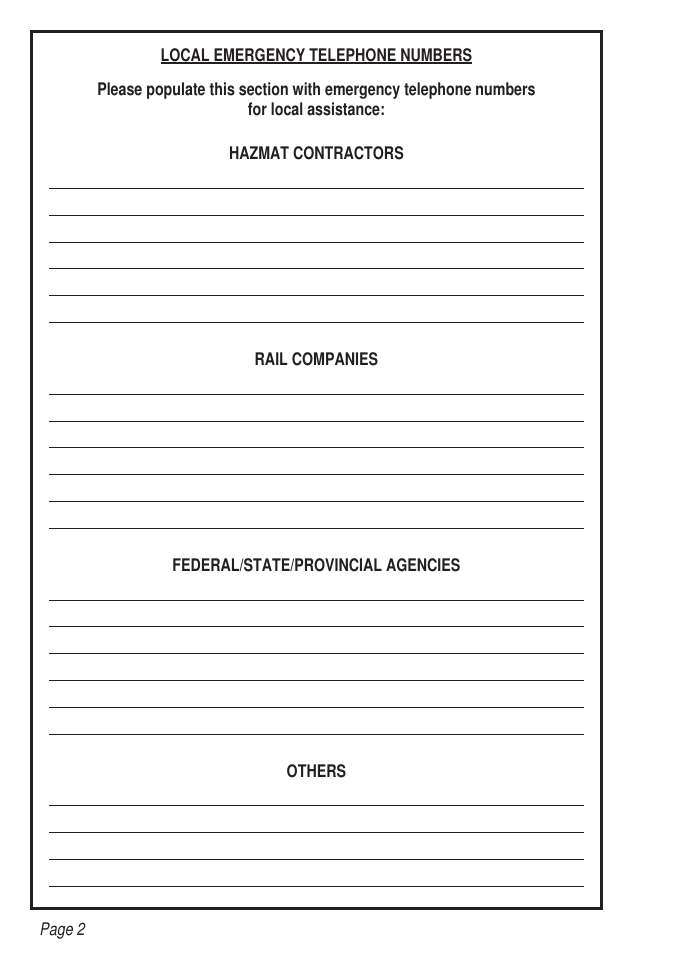 LOCAL EMERGENCY TELEPHONE NUMBERS
Please populate this section with emergency telephone numbers
for local assistance:
HAZMAT CONTRACTORS
RAIL COMPANIES
FEDERAL/STATE/PROVINCIAL AGENCIES
OTHERS
Page 2